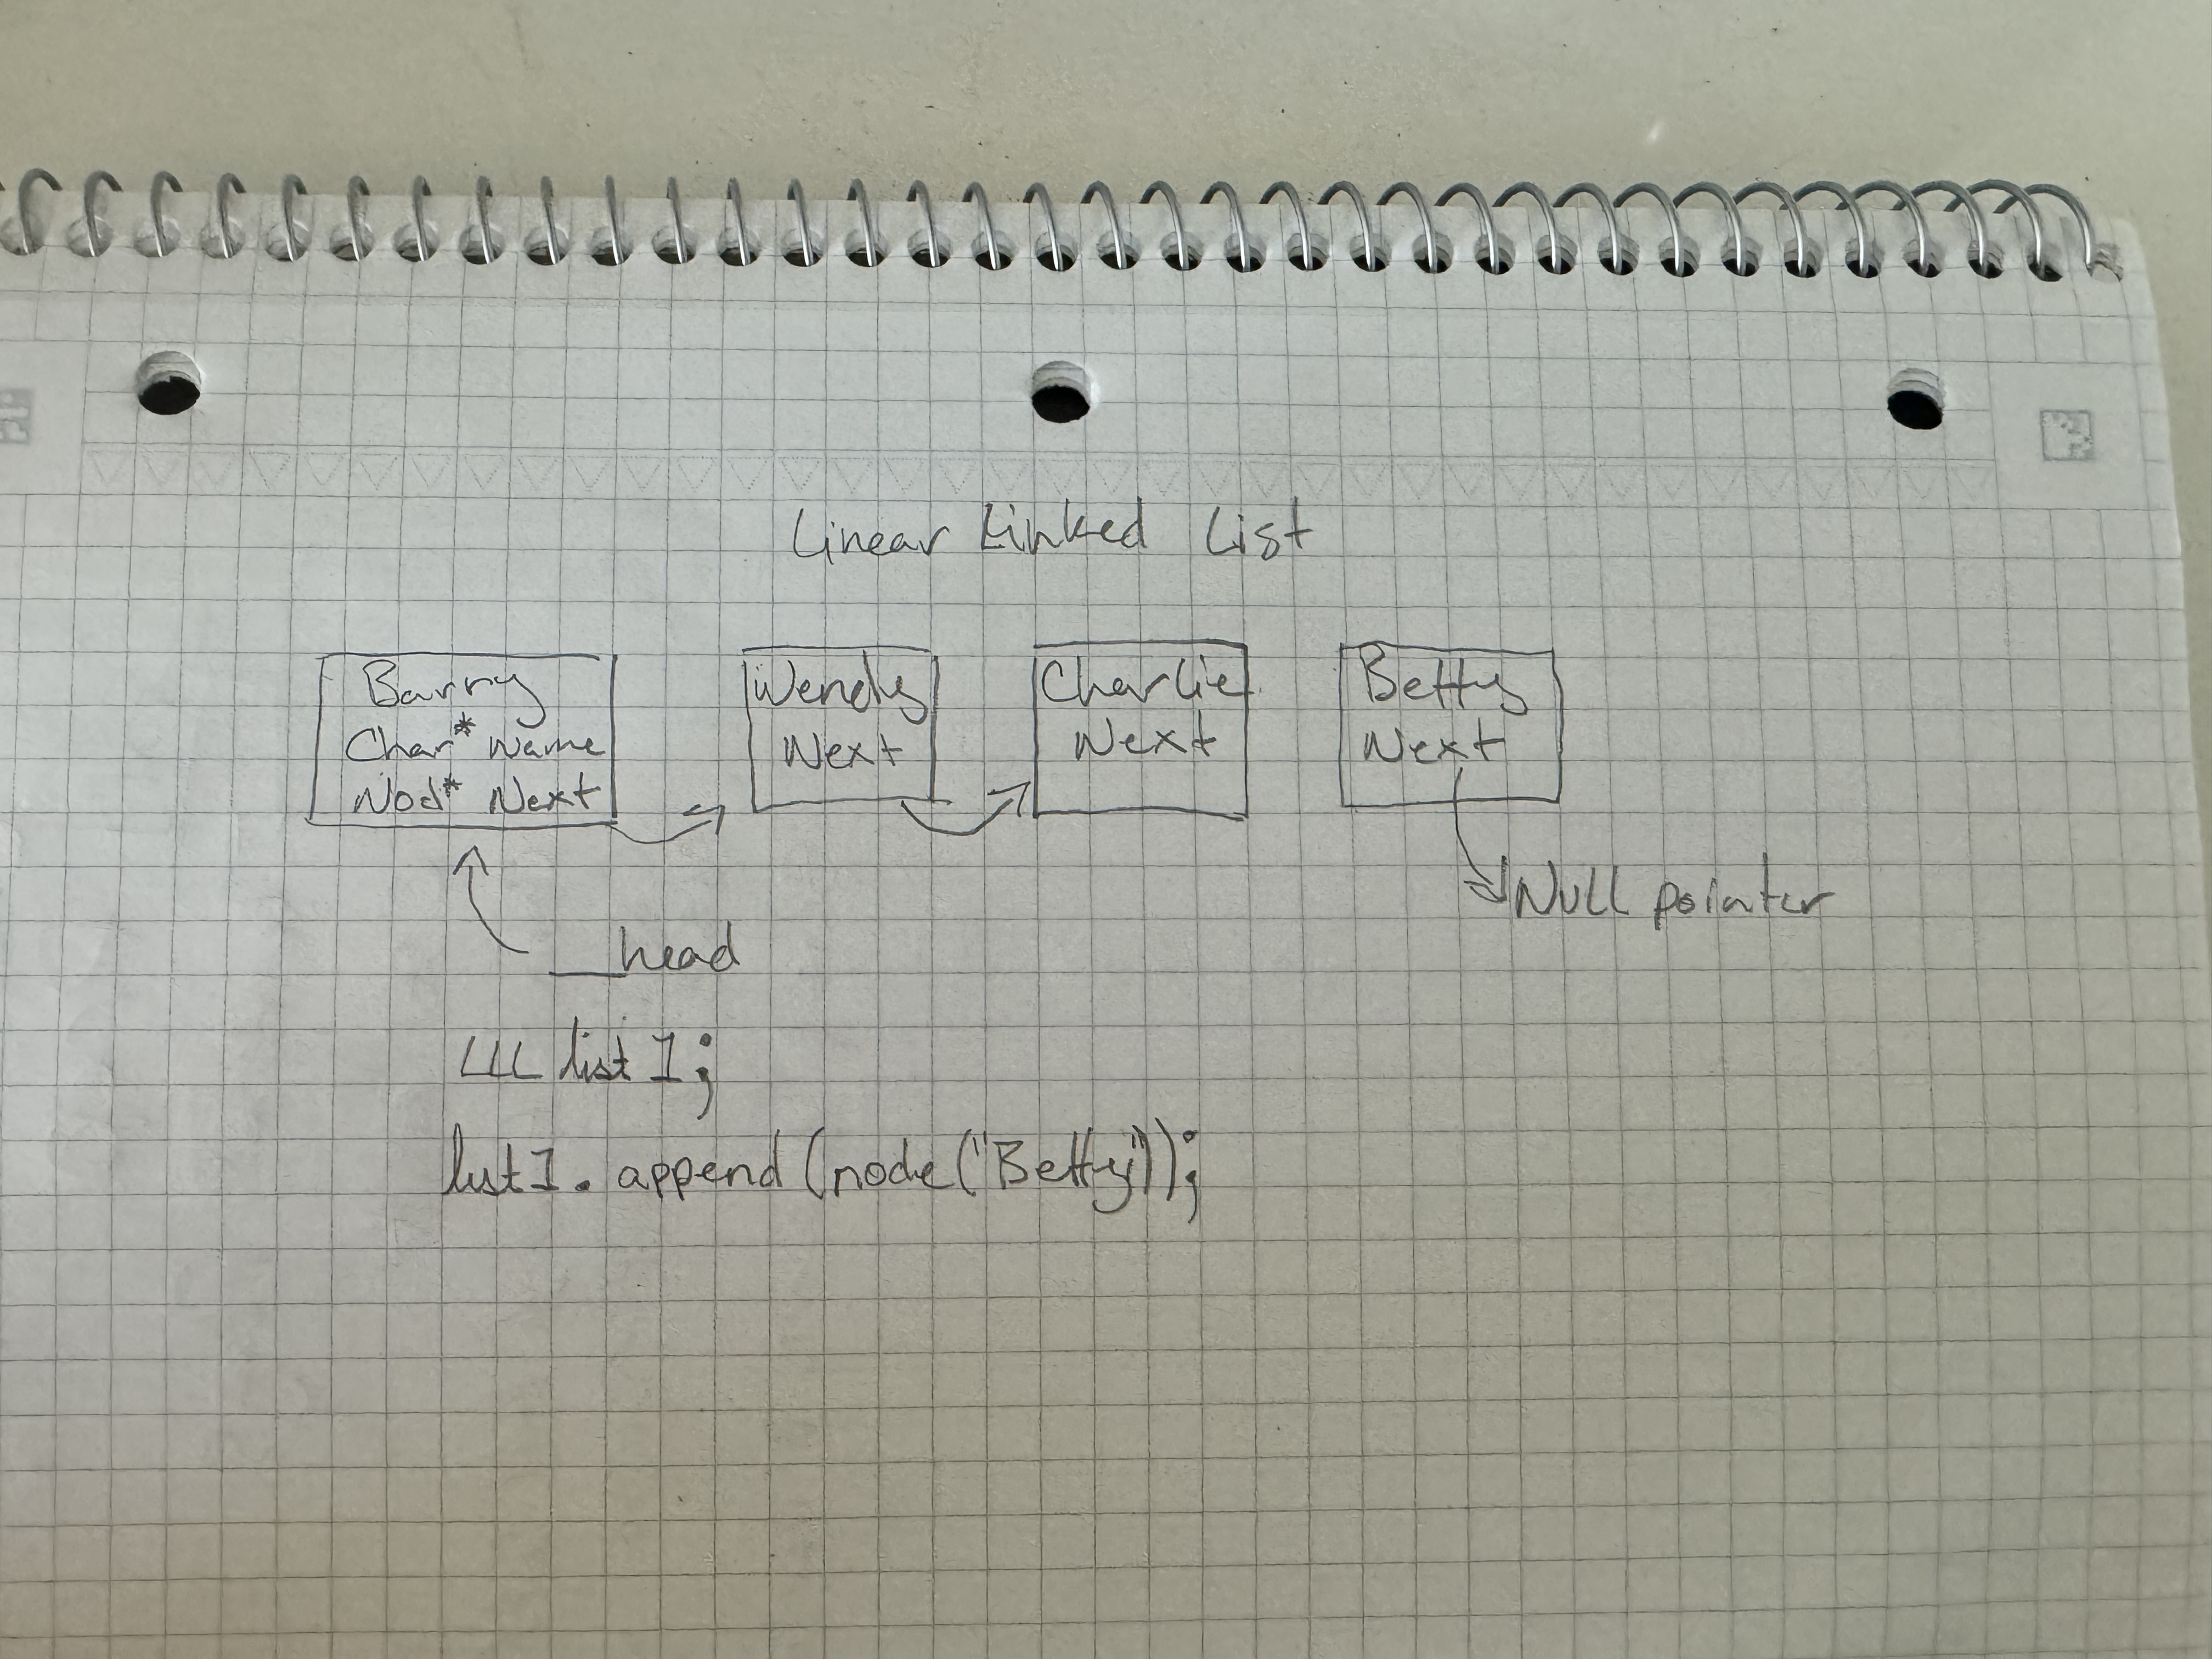 Linear Linked List
Barry
Char* Name
Nod* Next
Wendy
Next
Charlie
Next
Betty
Next
Null pointer
head
LLL list1;
list1.append(node("Betty"));